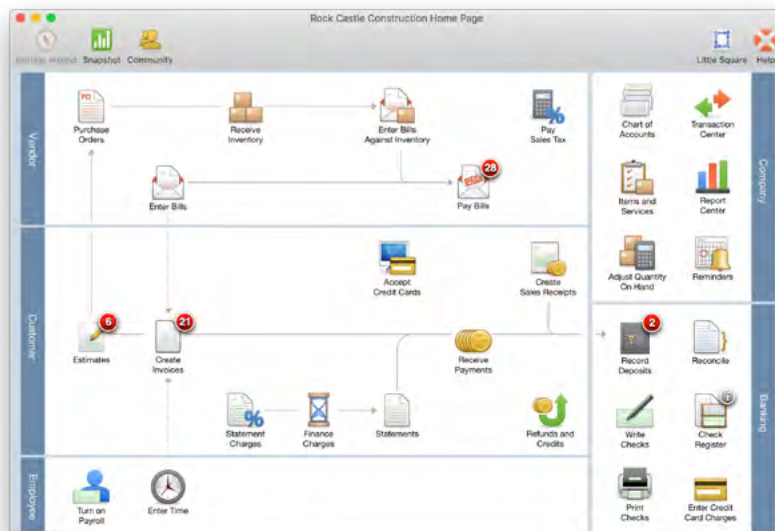 Rock Castle Construction Home Page
Snapshot
Community
Little Square
Help
Vendor
Purchase
Orders
Receive
Inventory
Enter Bills
Against Inventory
Pay
Sales Tax
Enter Bills
28
Pay Bills
Customer
Accept
Credit Cards
Create
Sales Receipts
6
Estimates
21
Create
Invoices
Receive
Payments
Statement
Charges
Finance
Charges
Statements
Refunds and
Credits
Employee
Turn on
Payroll
Enter Time
Company
Chart of
Accounts
Transaction
Center
Items and
Services
Report
Center
Adjust Quantity
On Hand
Reminders
Banking
2
Record
Deposits
Reconcile
Write
Checks
Check
Register
Print
Checks
Enter Credit
Card Charges